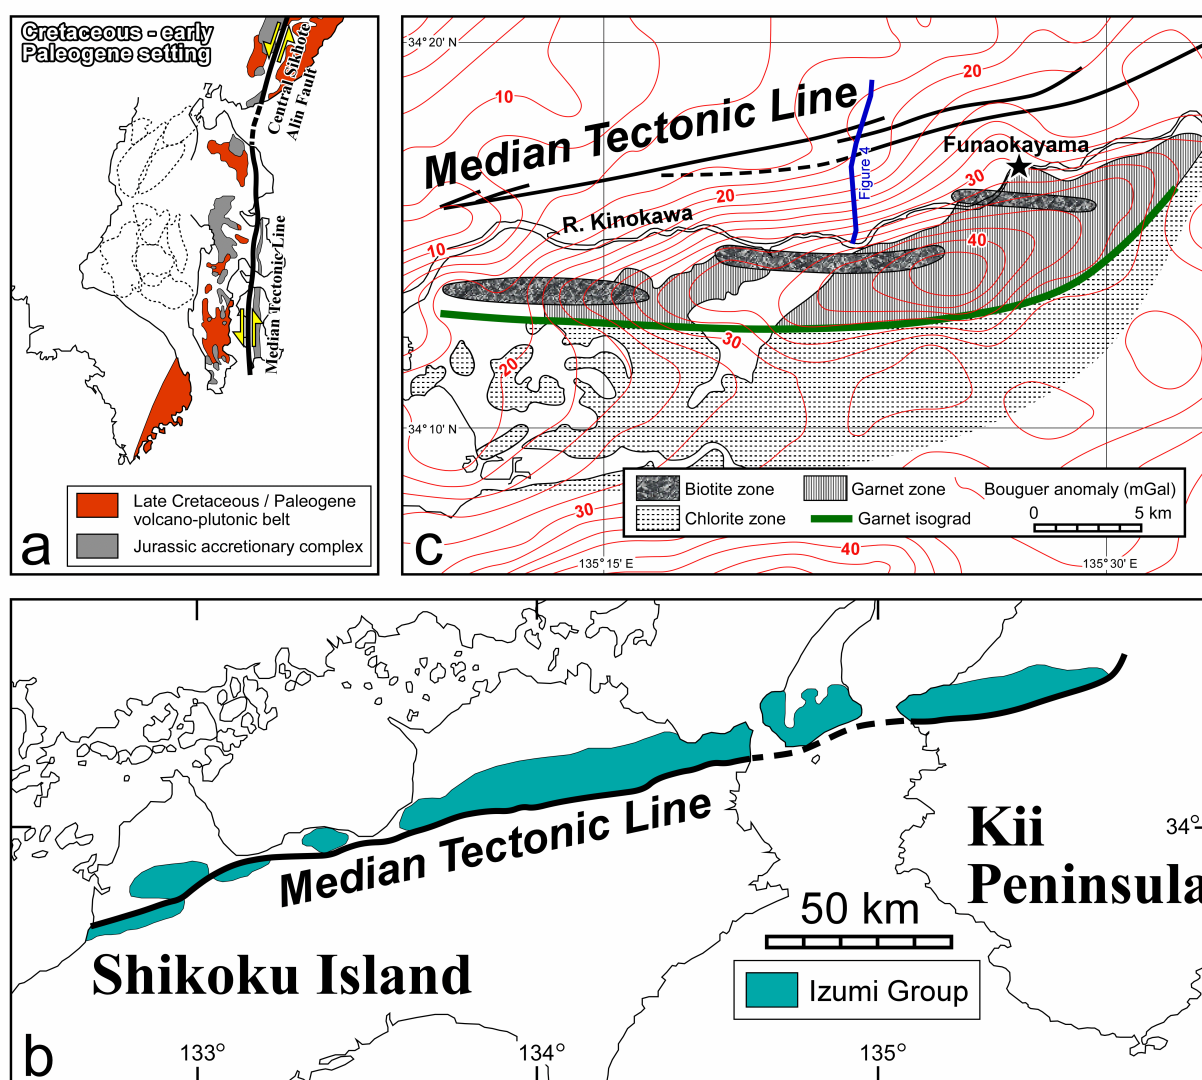 Cretaceous - early
Paleogene setting
Central Sikhote
Alin Fault
Median Tectonic Line
Late Cretaceous / Paleogene
volcano-plutonic belt
Jurassic accretionary complex
a
34° 20' N
10
20
Median Tectonic Line
Figure 4
Funaokayama
30
20
R. Kinokawa
10
40
30
20
34° 10' N
30
40
Biotite zone
Garnet zone
Bouguer anomaly (mGal)
Chlorite zone
Garnet isograd
0
5 km
135° 15' E
135° 30' E
c
Median Tectonic Line
Kii
Peninsula
34°
50 km
Shikoku Island
Izumi Group
133°
134°
135°
b